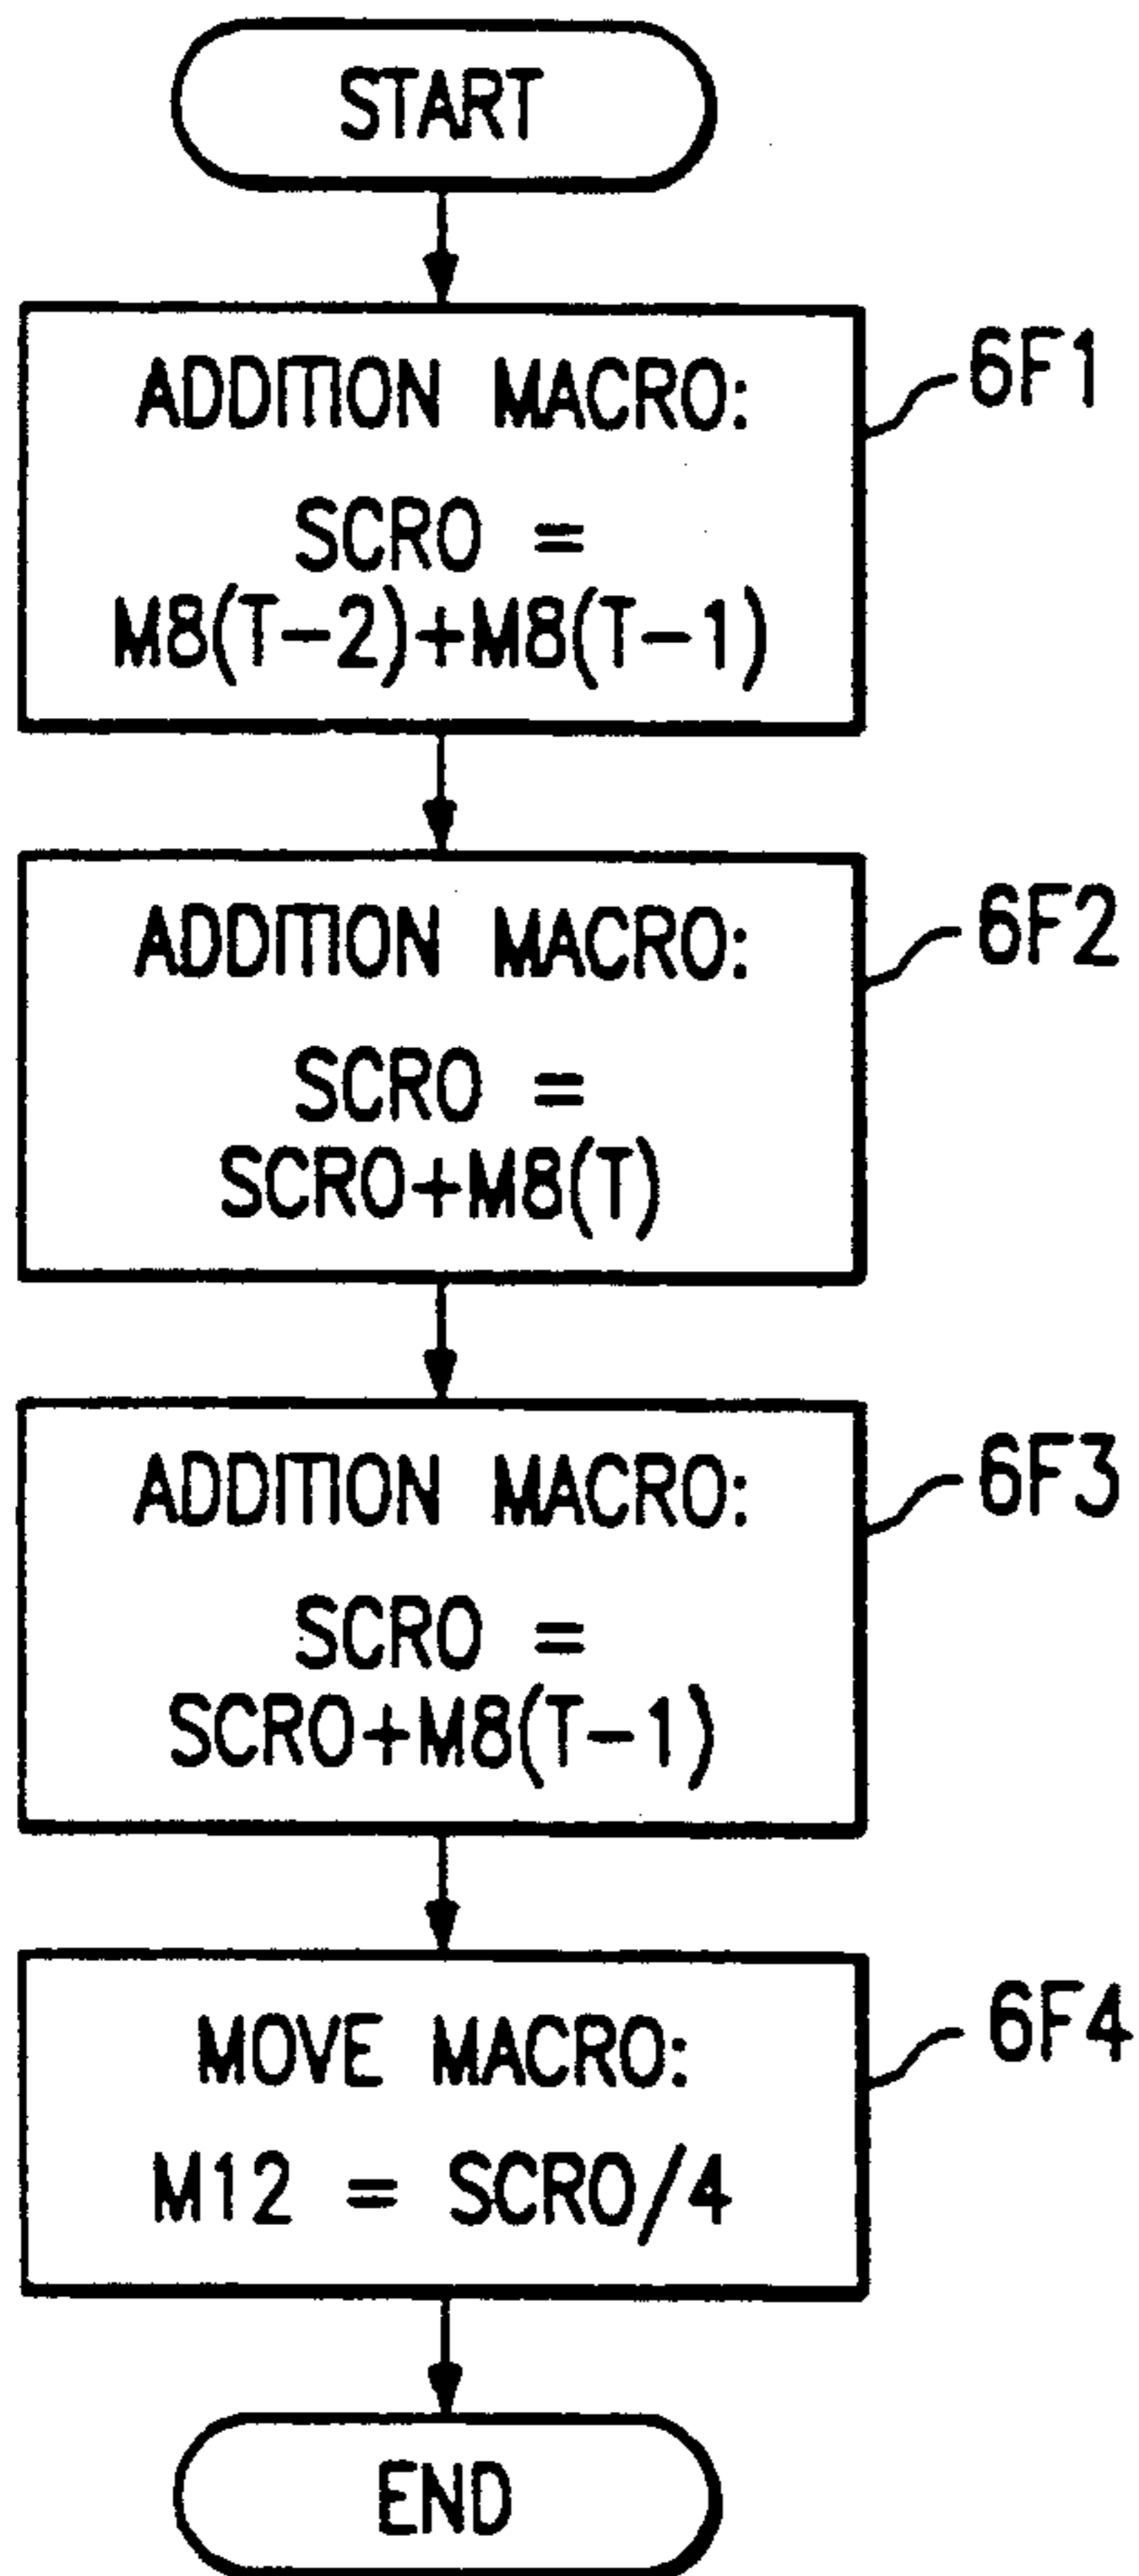 START
ADDITION MACRO:
6F1
SCR0 =
M8(T-2)+M8(T-1)
ADDITION MACRO:
6F2
SCR0 =
SCR0+M8(T)
ADDITION MACRO:
6F3
SCR0 =
SCR0+M8(T-1)
MOVE MACRO:
6F4
M12 = SCR0/4
END